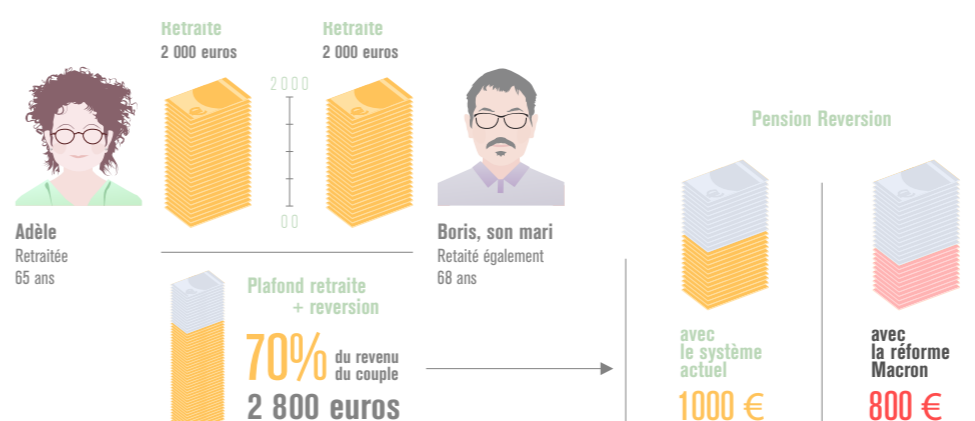 Retraite
2 000 euros
Retraite
2 000 euros
2000
00
Adèle
Retraitée
65 ans
Boris, son mari
Retaité également
68 ans
Plafond retraite
+ reversion
70% du revenu
du couple
2 800 euros
Pension Reversion
avec
le système
actuel
1000 €
avec
la réforme
Macron
800 €